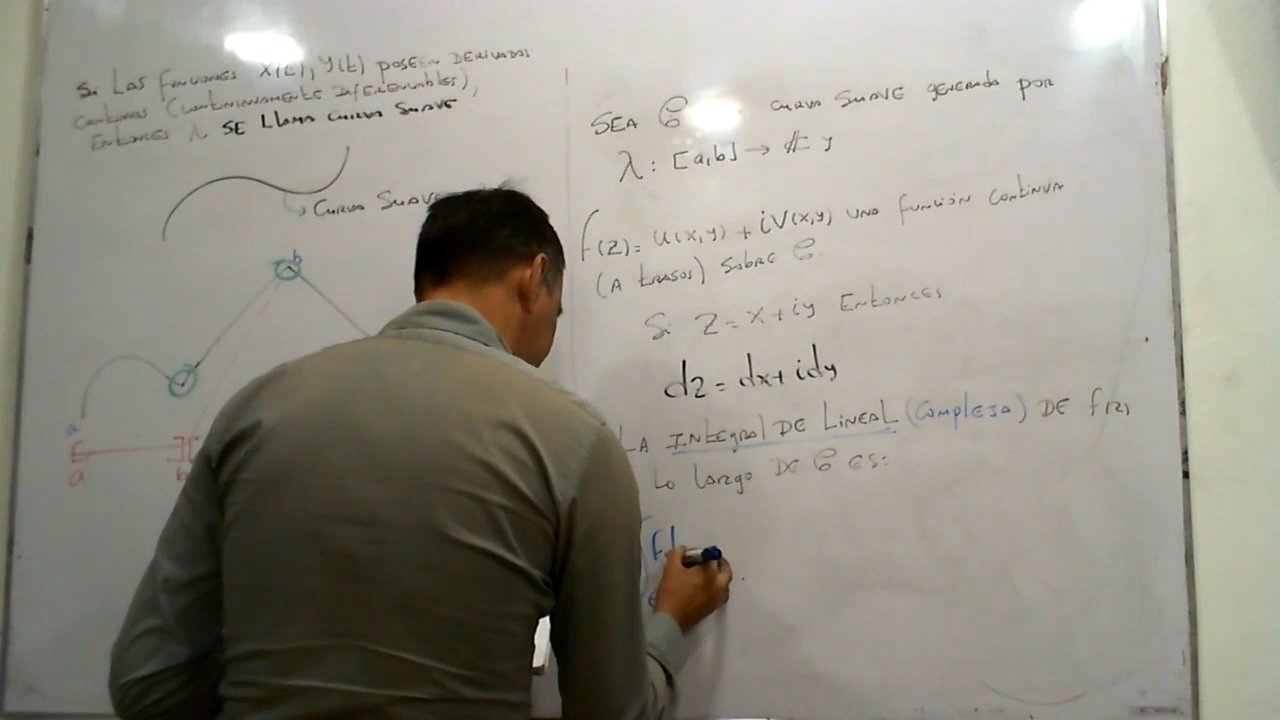 Si Las funciones x(t), y(t) poseen DERIVADAS
continuas (continuamente diferenciables),
Entonces λ SE LLama curva suave
Curva Suave
b
a
a
b
SEA C curva SUAVE generada por
λ: [a,b] → ⊄ y
f(z)= u(x,y) + iV(x,y) una función continua
(A trasos) sobre C
Si Z = x + iy Entonces
dz = dx + idy
LA INtegral DE LINEAL (Compleja) DE f(z)
Lo largo DE C es:
∫ f
C